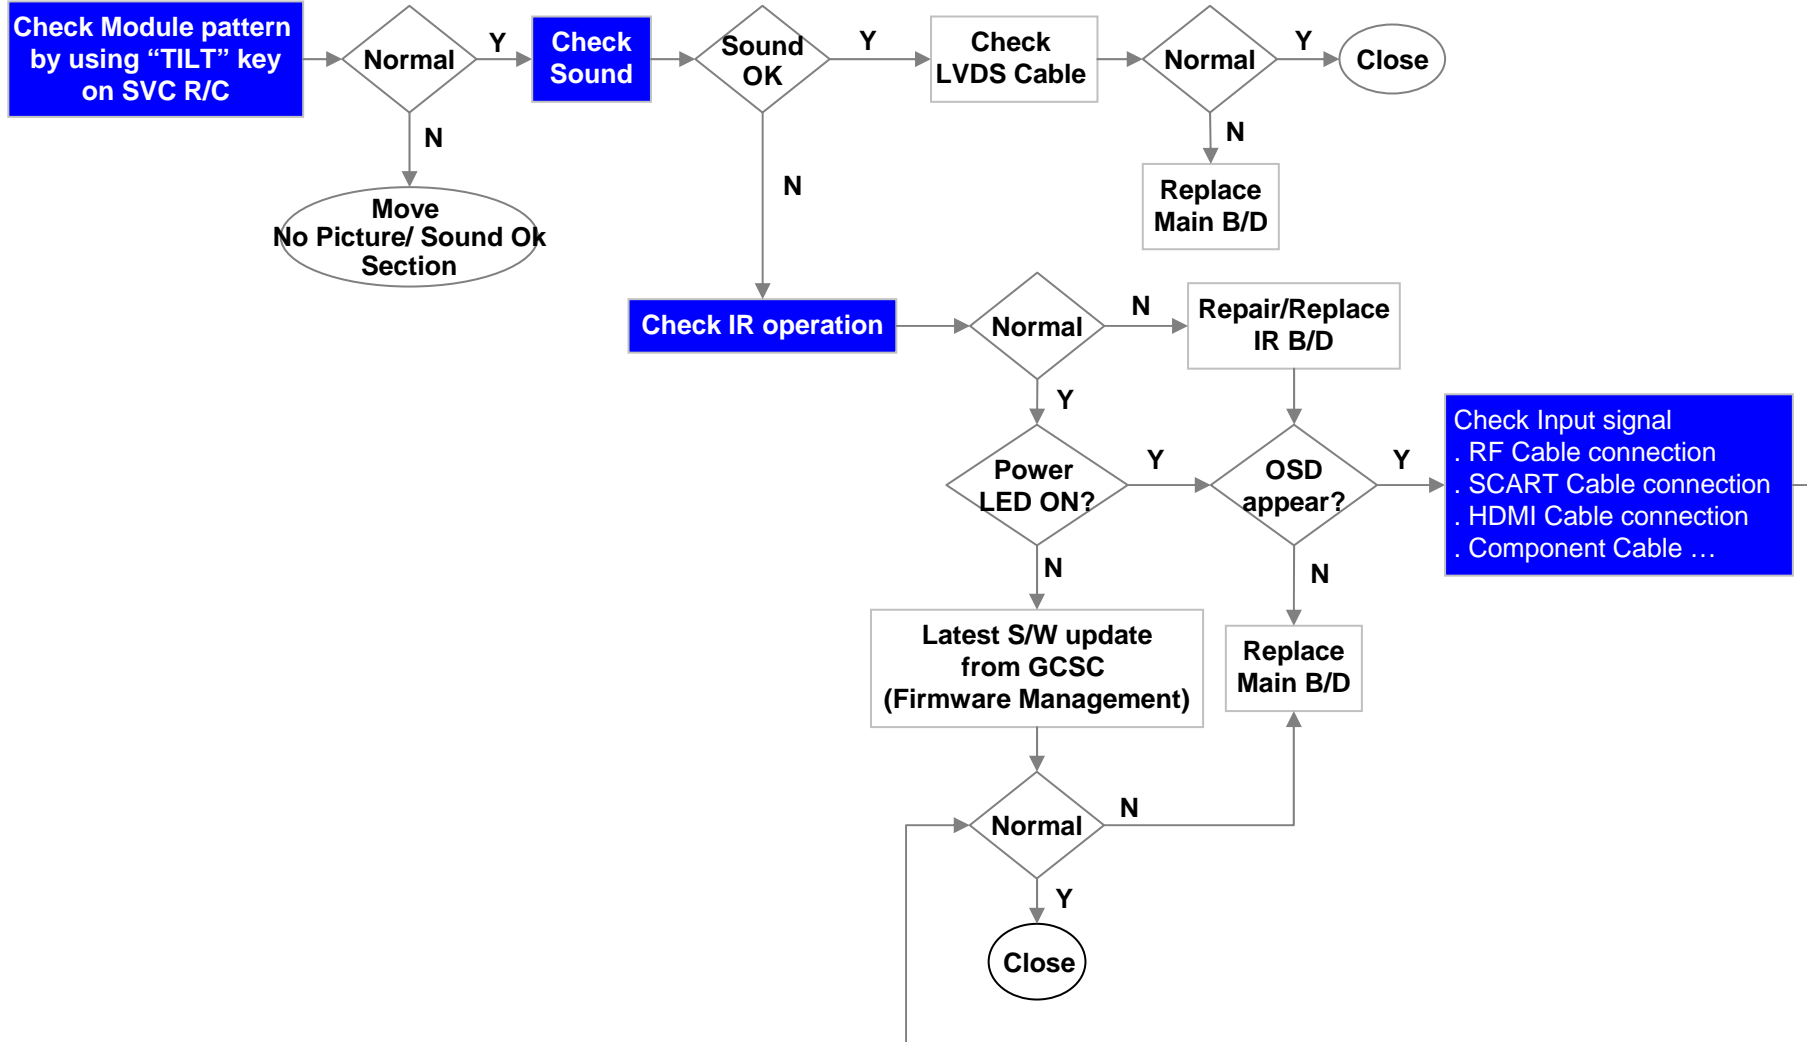 Check Module pattern
by using “TILT” key
on SVC R/C
Normal
Y
Check
Sound
Sound
OK
Y
Check
LVDS Cable
Normal
Y
Close
N
N
N
Move
No Picture/ Sound Ok
Section
Replace
Main B/D
Check IR operation
Normal
N
Repair/Replace
IR B/D
Y
Power
LED ON?
Y
OSD
appear?
Y
Check Input signal
. RF Cable connection
. SCART Cable connection
. HDMI Cable connection
. Component Cable …
N
N
Latest S/W update
from GCSC
(Firmware Management)
Replace
Main B/D
Normal
N
Y
Close